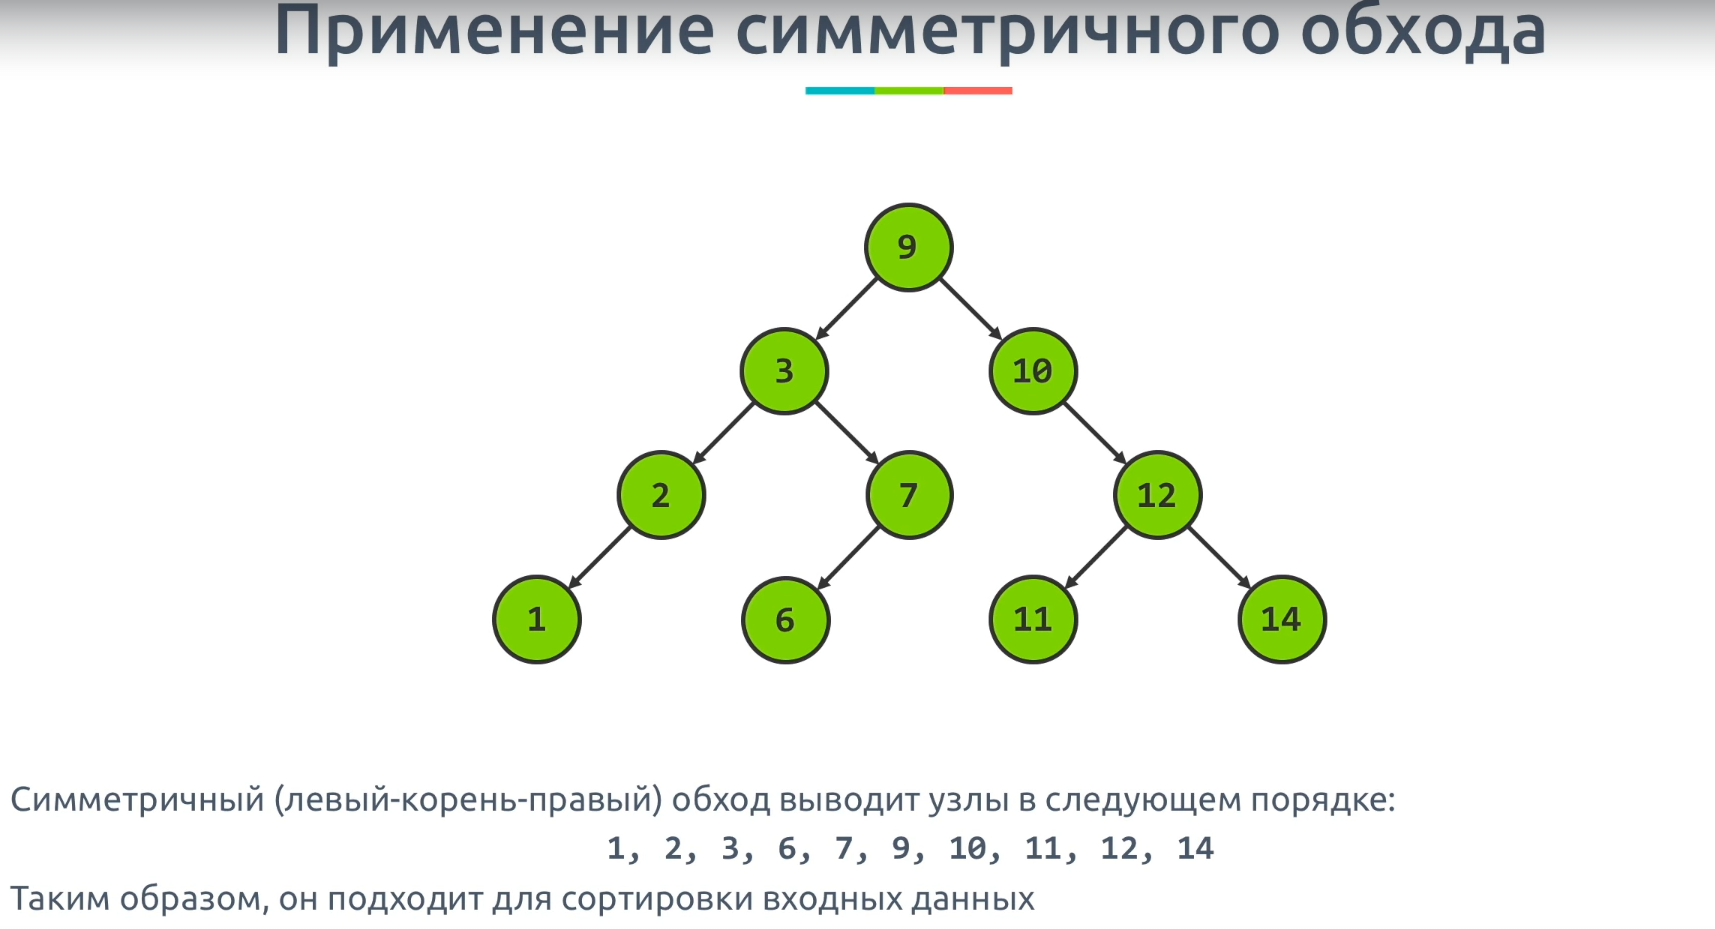 Применение симметричного обхода
9
3
10
2
7
12
1
6
11
14
Симметричный (левый-корень-правый) обход выводит узлы в следующем порядке:
1, 2, 3, 6, 7, 9, 10, 11, 12, 14
Таким образом, он подходит для сортировки входных данных